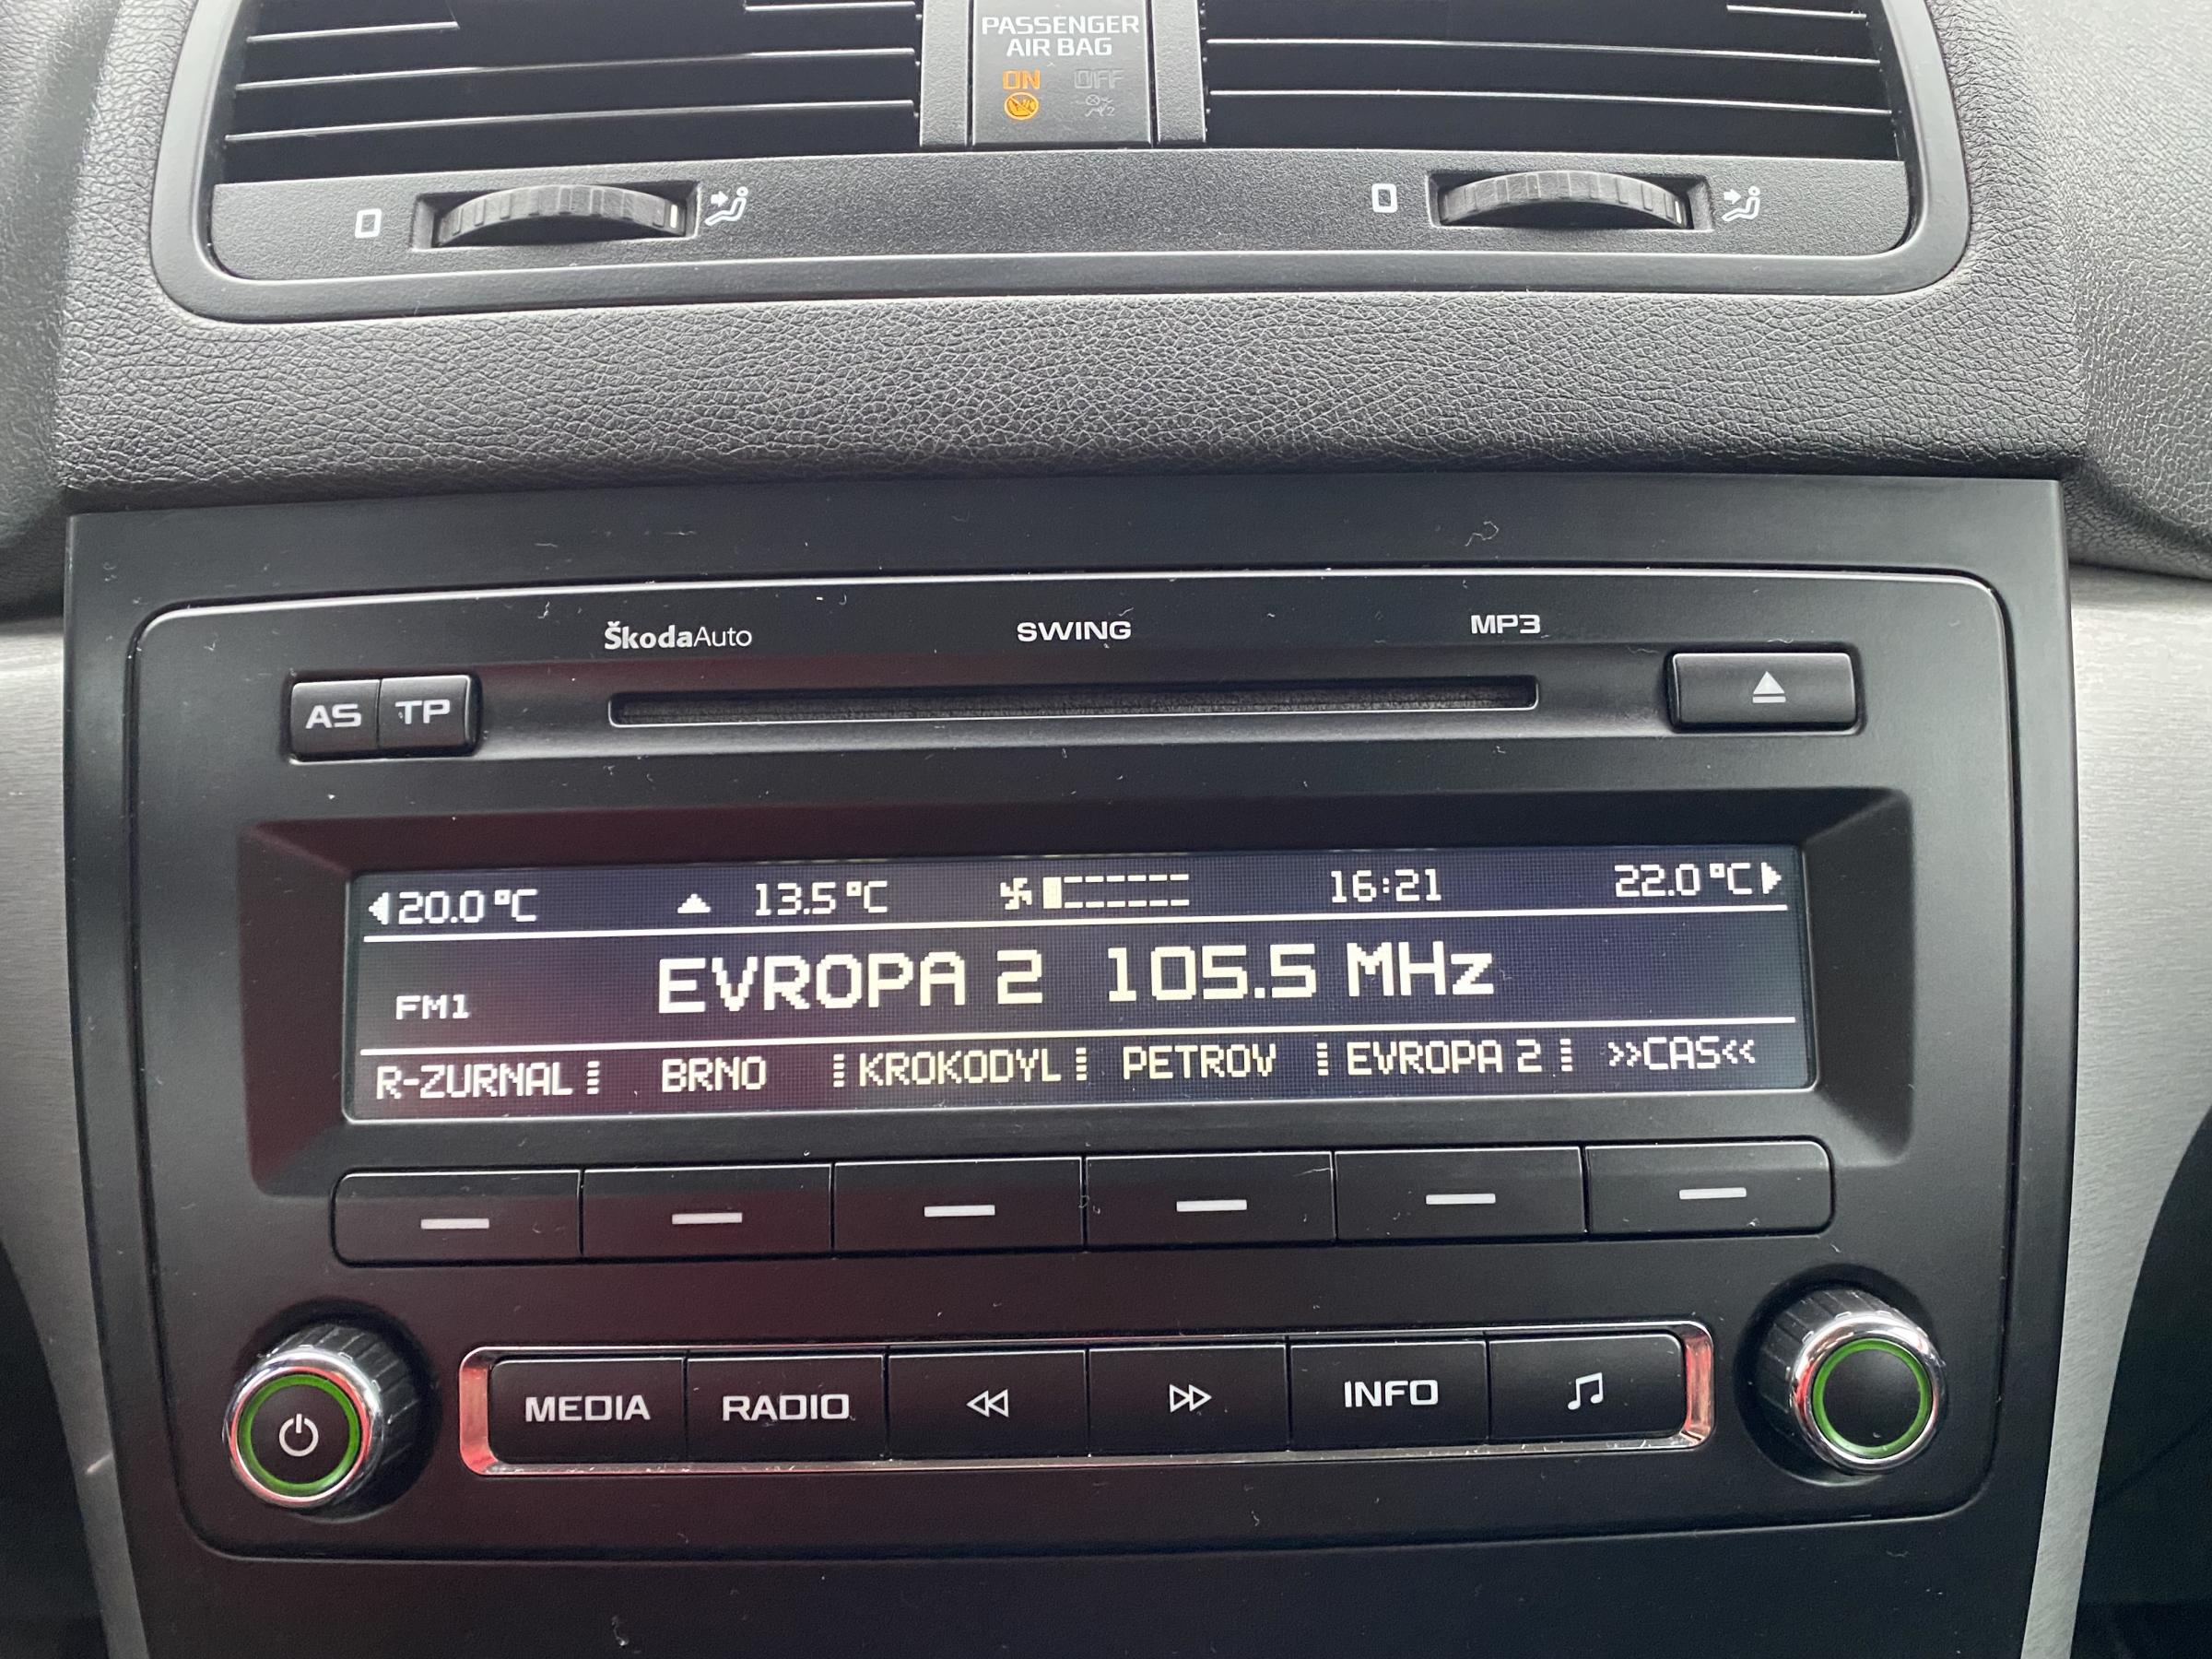 PASSENGER
AIR BAG
ON OFF
ŠkodaAuto SWING MP3
AS TP
20.0 °C 13.5 °C 16:21 22.0 °C
FM1 EVROPA 2 105.5 MHz
R-ZURNAL BRNO KROKODYL PETROV EVROPA 2 >>CAS<<
MEDIA RADIO INFO